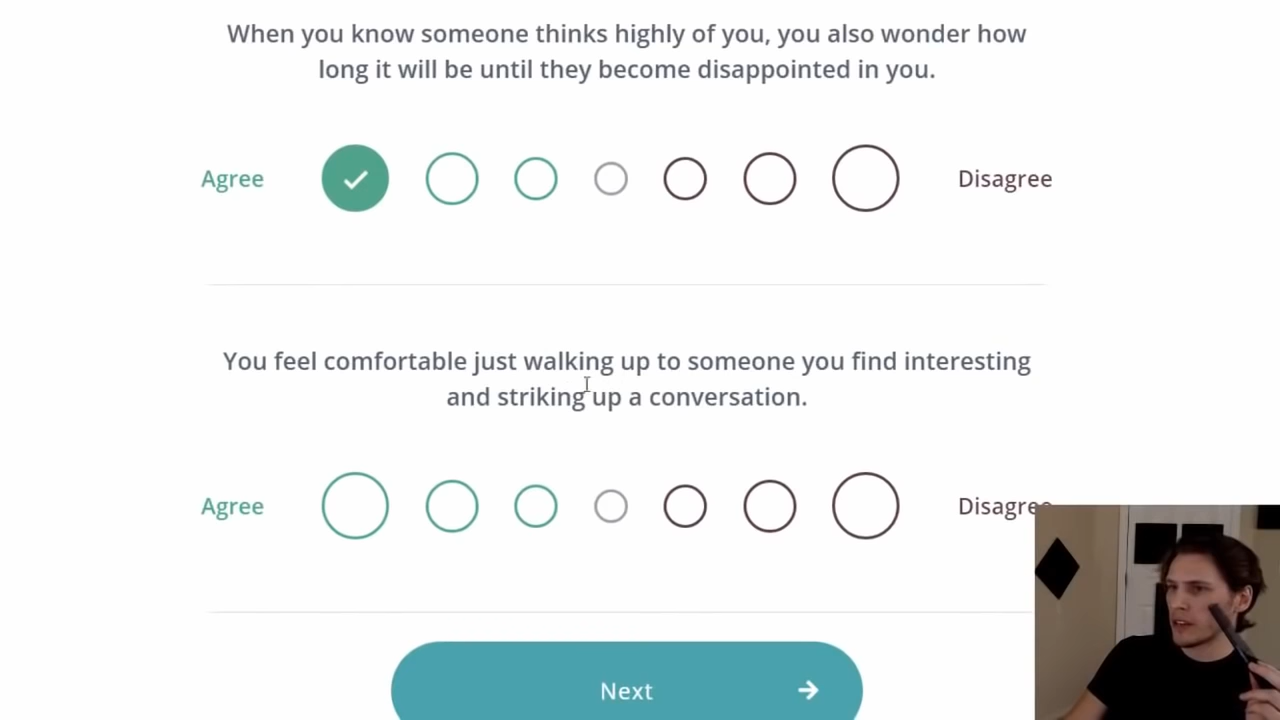 When you know someone thinks highly of you, you also wonder how
long it will be until they become disappointed in you.
Agree
Disagree
You feel comfortable just walking up to someone you find interesting
and striking up a conversation.
Agree
Disagree
Next